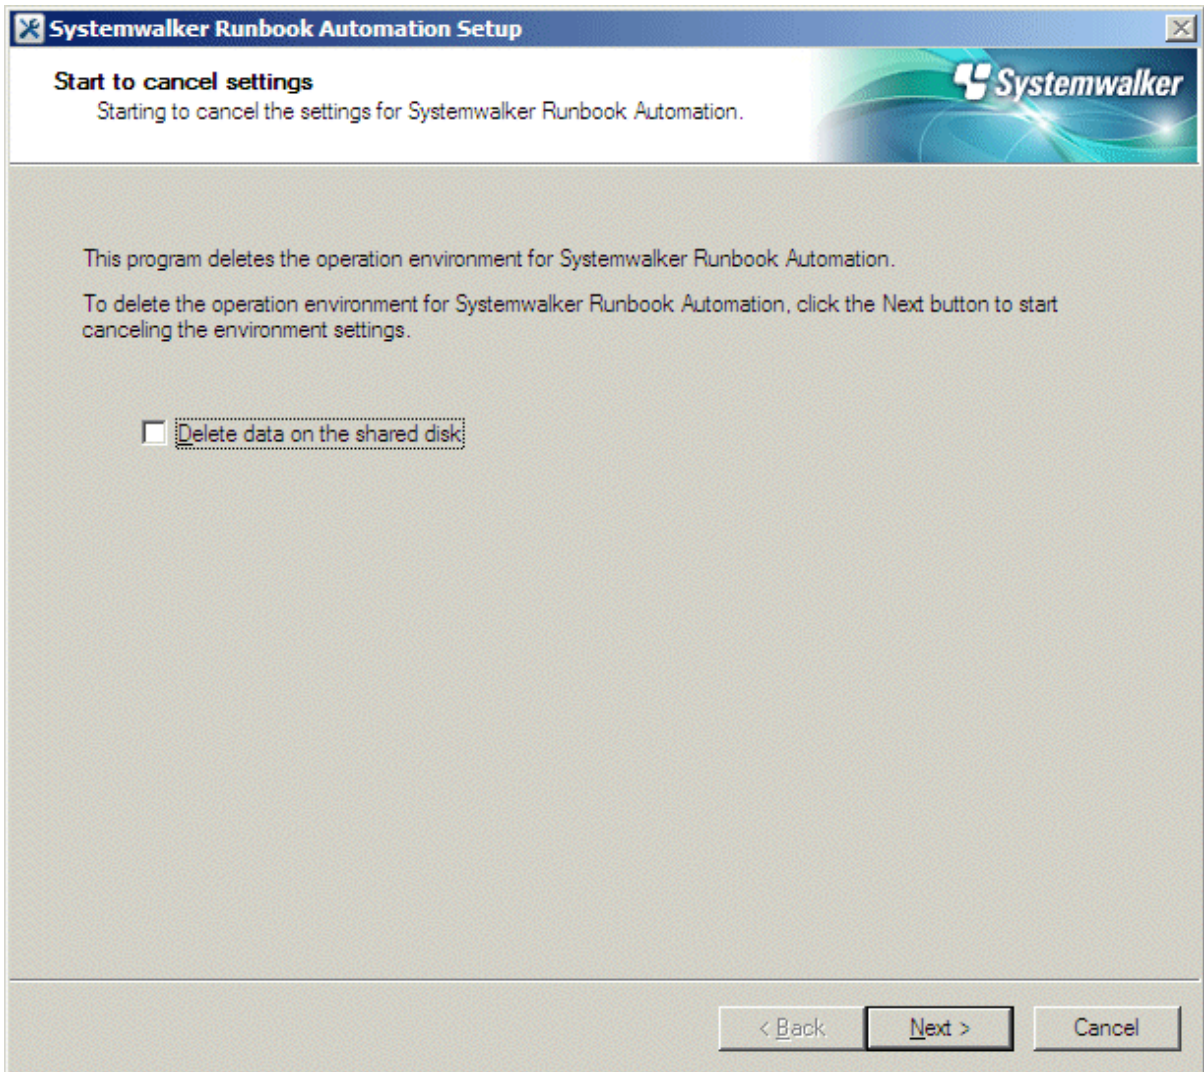 Systemwalker Runbook Automation Setup
Start to cancel settings
Starting to cancel the settings for Systemwalker Runbook Automation.
Systemwalker
This program deletes the operation environment for Systemwalker Runbook Automation.
To delete the operation environment for Systemwalker Runbook Automation, click the Next button to start
canceling the environment settings.
Delete data on the shared disk
< Back
Next >
Cancel